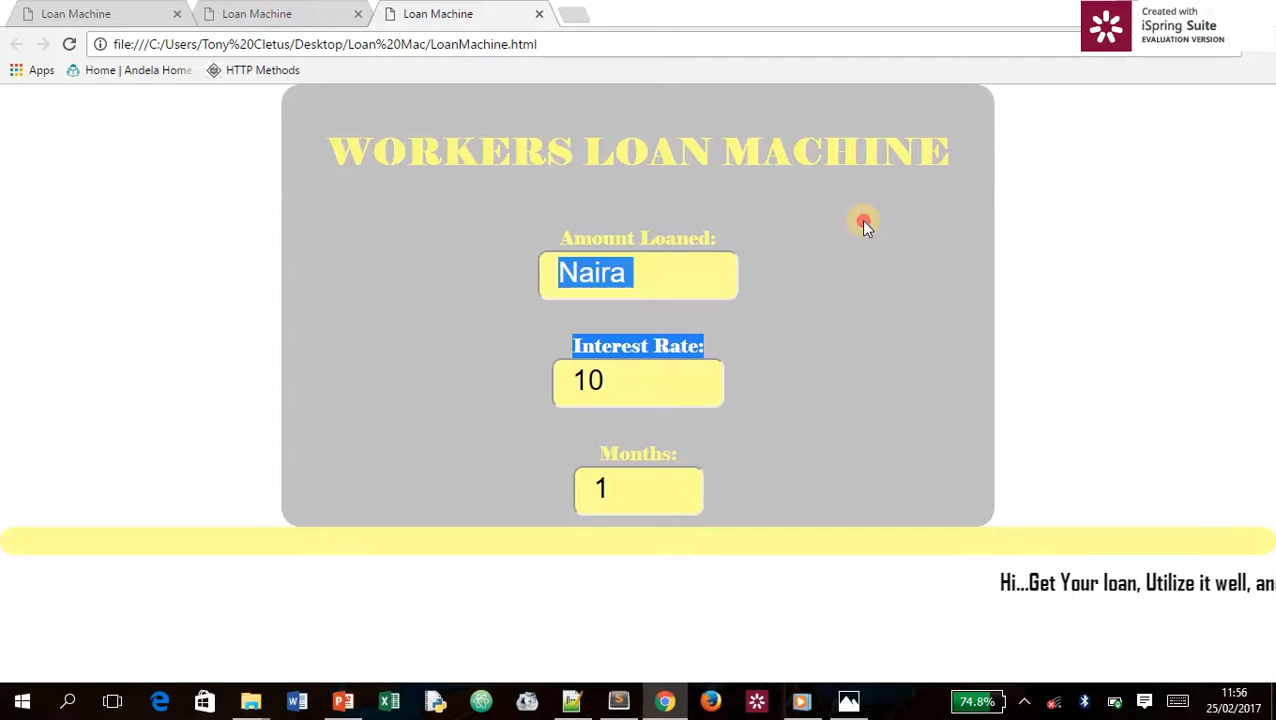 Loan Machine
Loan Machine
Loan Machine
Created with
iSpring Suite
EVALUATION VERSION
file:///C:/Users/Tony%20Cletus/Desktop/Loan%20Mac/LoanMachine.html
Apps
Home | Andela Home
HTTP Methods
WORKERS LOAN MACHINE
Amount Loaned:
Naira
Interest Rate:
10
Months:
1
Hi...Get Your loan, Utilize it well, an
74.8%
11:56
25/02/2017